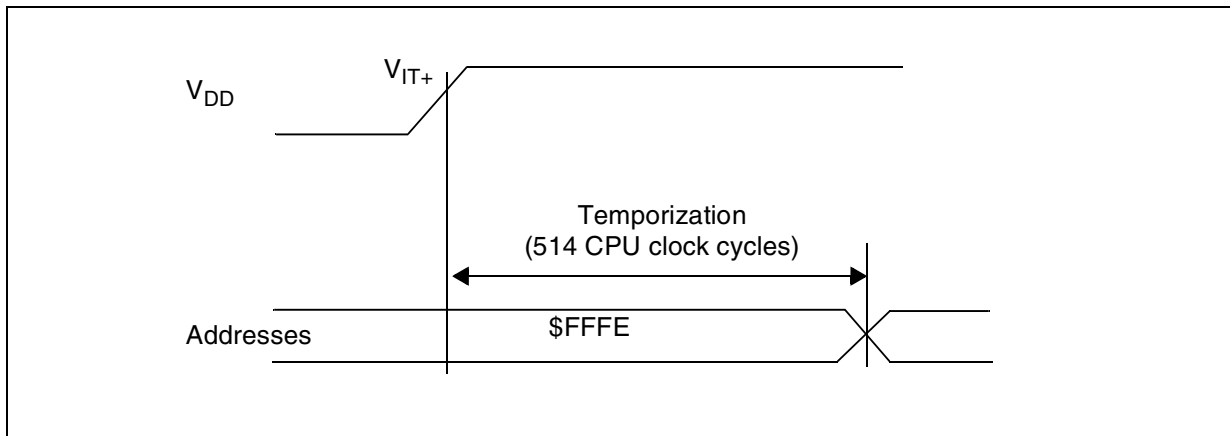 V_IT+
V_DD
Temporization
(514 CPU clock cycles)
$FFFE
Addresses